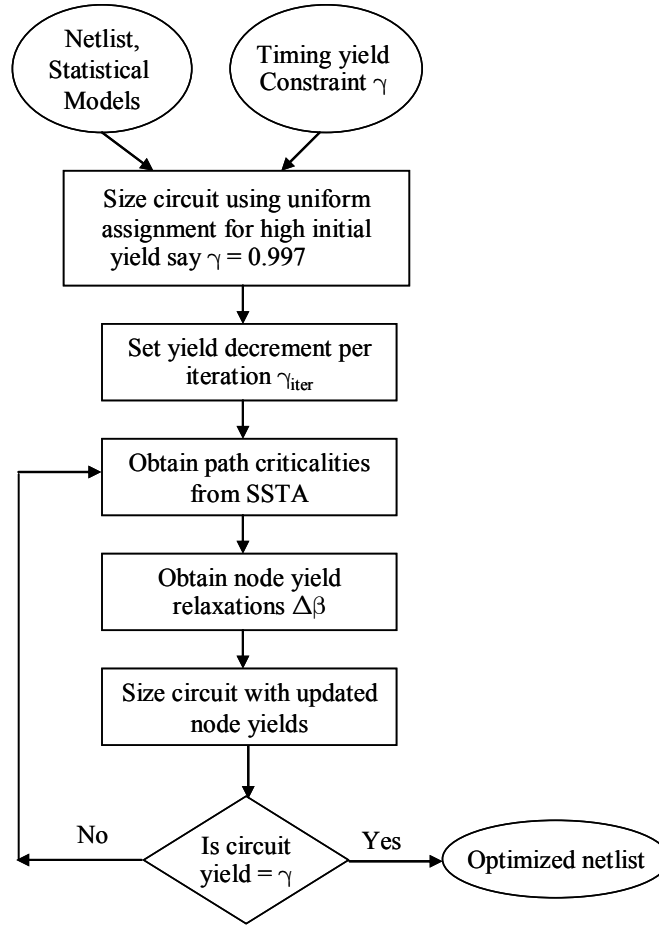 Netlist,
Statistical
Models
Timing yield
Constraint γ
Size circuit using uniform
assignment for high initial
yield say γ = 0.997
Set yield decrement per
iteration γiter
Obtain path criticalities
from SSTA
Obtain node yield
relaxations Δβ
Size circuit with updated
node yields
Is circuit
yield = γ
No
Yes
Optimized netlist